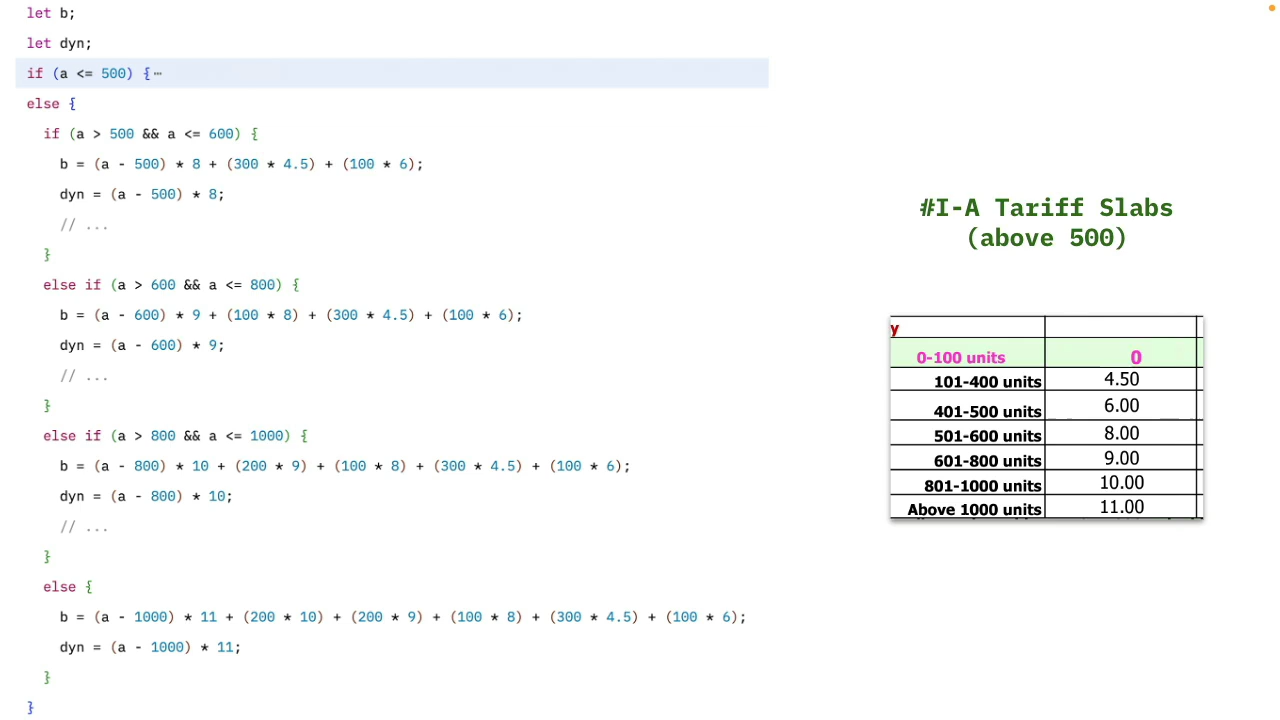 let b;
let dyn;
if (a <= 500) {⋯
else {
if (a > 500 && a <= 600) {
b = (a - 500) * 8 + (300 * 4.5) + (100 * 6);
dyn = (a - 500) * 8;
// ...
}
else if (a > 600 && a <= 800) {
b = (a - 600) * 9 + (100 * 8) + (300 * 4.5) + (100 * 6);
dyn = (a - 600) * 9;
// ...
}
else if (a > 800 && a <= 1000) {
b = (a - 800) * 10 + (200 * 9) + (100 * 8) + (300 * 4.5) + (100 * 6);
dyn = (a - 800) * 10;
// ...
}
else {
b = (a - 1000) * 11 + (200 * 10) + (200 * 9) + (100 * 8) + (300 * 4.5) + (100 * 6);
dyn = (a - 1000) * 11;
}
}
#I-A Tariff Slabs
(above 500)
y
0-100 units 0
101-400 units 4.50
401-500 units 6.00
501-600 units 8.00
601-800 units 9.00
801-1000 units 10.00
Above 1000 units 11.00